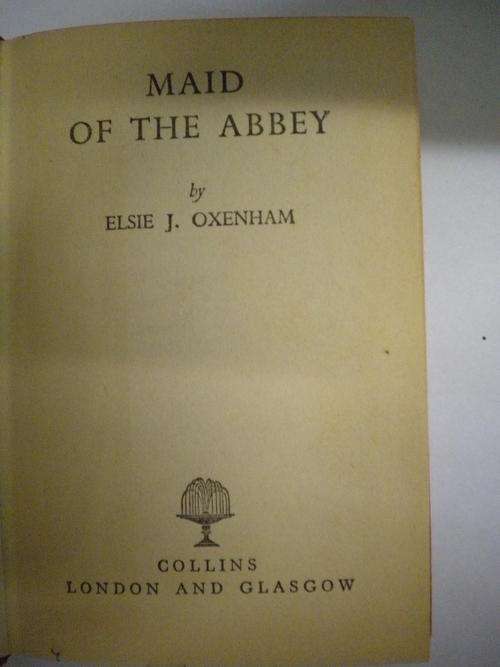 MAID
OF THE ABBEY
by
ELSIE J. OXENHAM
COLLINS
LONDON AND GLASGOW